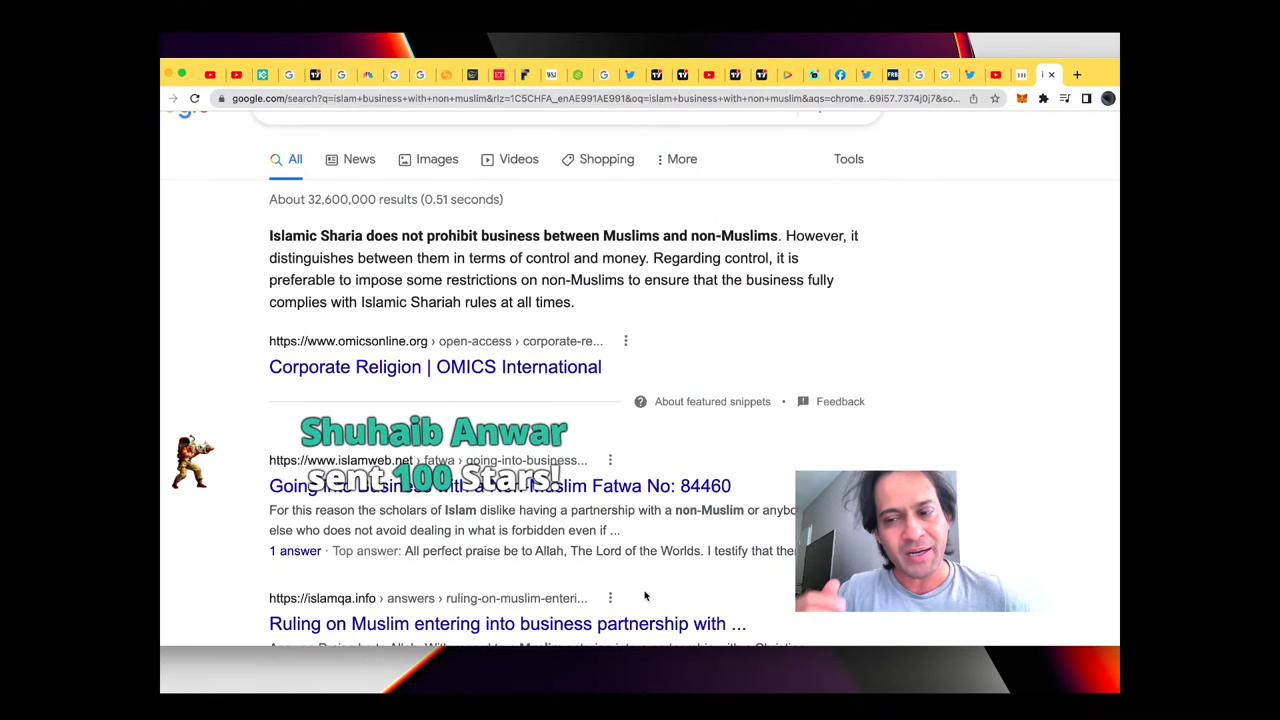 google.com/search?q=islam+business+with+non+muslim&rlz=1C5CHFA_enAE991AE991&oq=islam+business+with+non+muslim&aqs=chrome..69i57.7374j0j7&so...
All
News
Images
Videos
Shopping
More
Tools
About 32,600,000 results (0.51 seconds)
Islamic Sharia does not prohibit business between Muslims and non-Muslims. However, it
distinguishes between them in terms of control and money. Regarding control, it is
preferable to impose some restrictions on non-Muslims to ensure that the business fully
complies with Islamic Shariah rules at all times.
https://www.omicsonline.org › open-access › corporate-re...
Corporate Religion | OMICS International
About featured snippets • Feedback
Shuhaib Anwar
sent 100 Stars!
https://www.islamweb.net › fatwa › going-into-business...
Going into Business with a Non-Muslim Fatwa No: 84460
For this reason the scholars of Islam dislike having a partnership with a non-Muslim or anybo
else who does not avoid dealing in what is forbidden even if ...
1 answer · Top answer: All perfect praise be to Allah, The Lord of the Worlds. I testify that the
https://islamqa.info › answers › ruling-on-muslim-enteri...
Ruling on Muslim entering into business partnership with ...